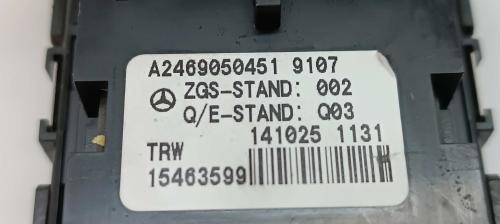 A2469050451 9107
ZGS-STAND: 002
Q/E-STAND: Q03
141025 1131
TRW
15463599